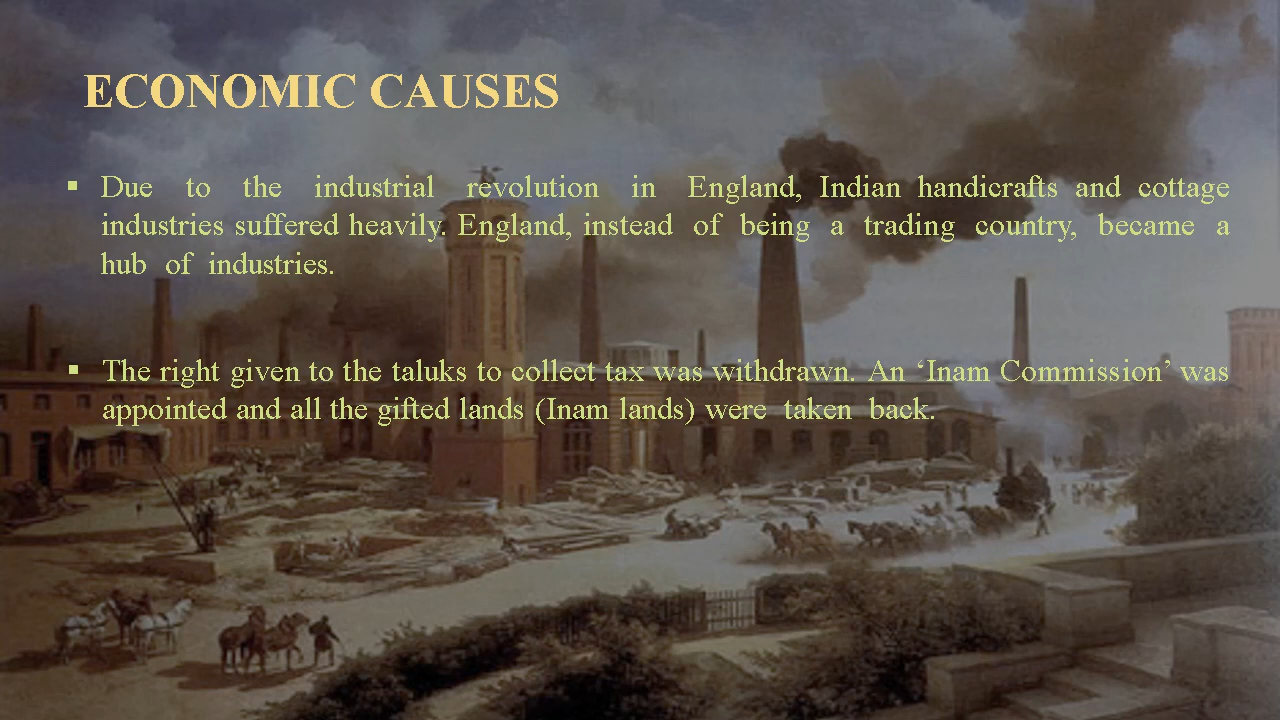 ECONOMIC CAUSES
▪ Due to the industrial revolution in England, Indian handicrafts and cottage
industries suffered heavily. England, instead of being a trading country, became a
hub of industries.
▪ The right given to the taluks to collect tax was withdrawn. An ‘Inam Commission’ was
appointed and all the gifted lands (Inam lands) were taken back.